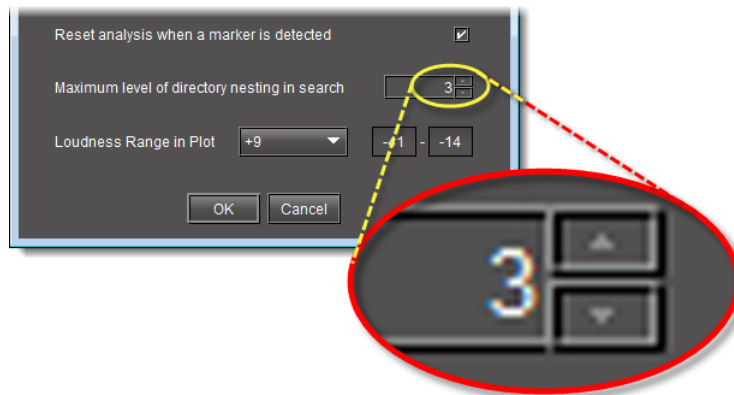 Reset analysis when a marker is detected
Maximum level of directory nesting in search 3
Loudness Range in Plot +9 -41 - -14
OK Cancel
3